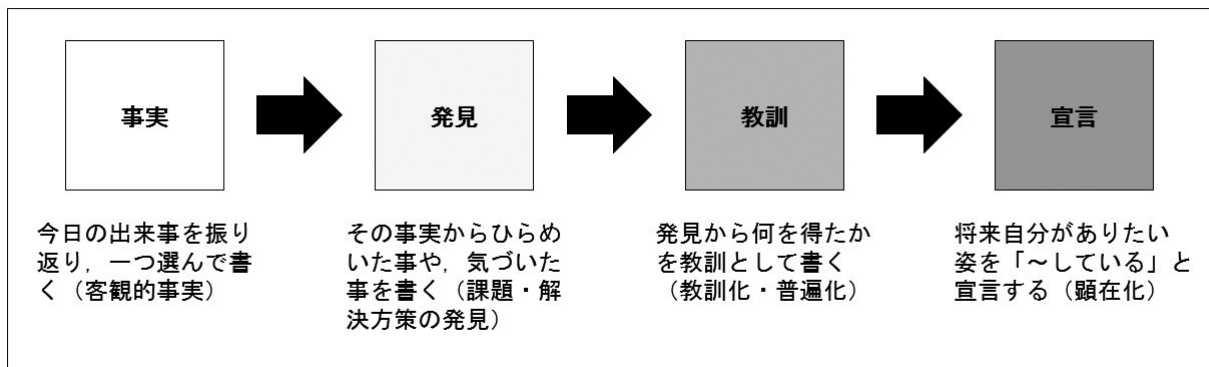 事実
発見
教訓
宣言
今日の出来事を振り
返り，一つ選んで書
く（客観的事実）
その事実からひらめ
いた事や，気づいた
事を書く（課題・解
決方策の発見）
発見から何を得たか
を教訓として書く
（教訓化・普遍化）
将来自分がありたい
姿を「～している」と
宣言する（顕在化）